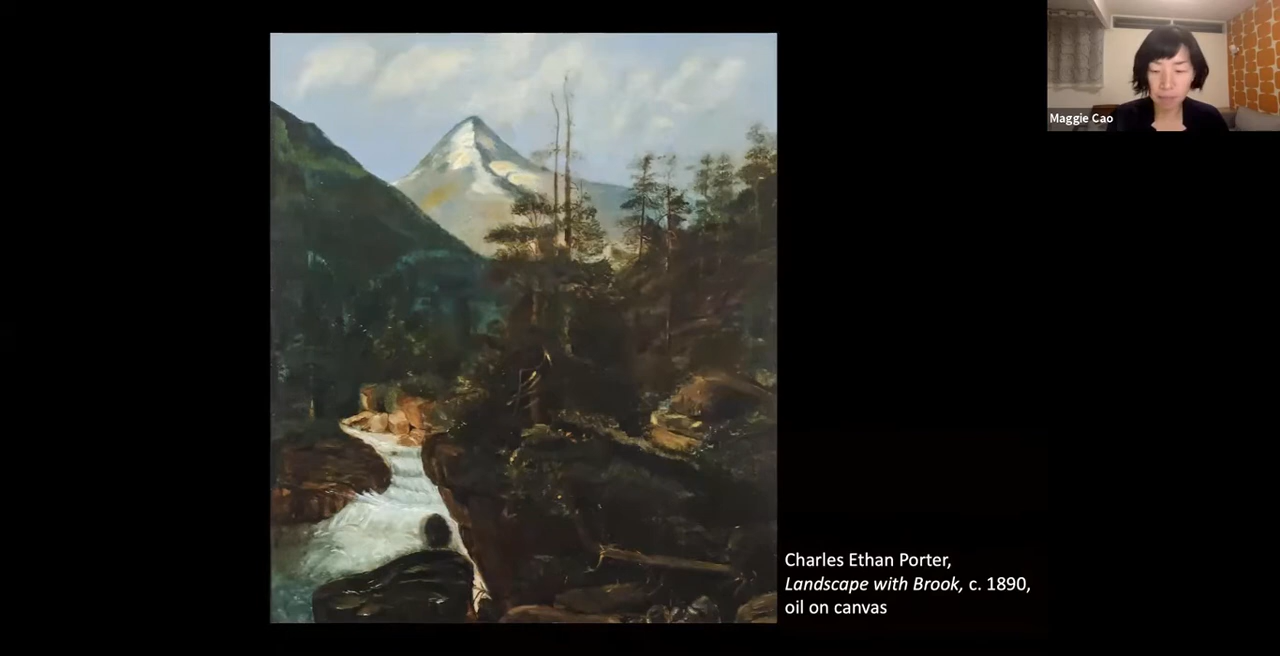 Maggie Cao
Charles Ethan Porter,
Landscape with Brook, c. 1890,
oil on canvas